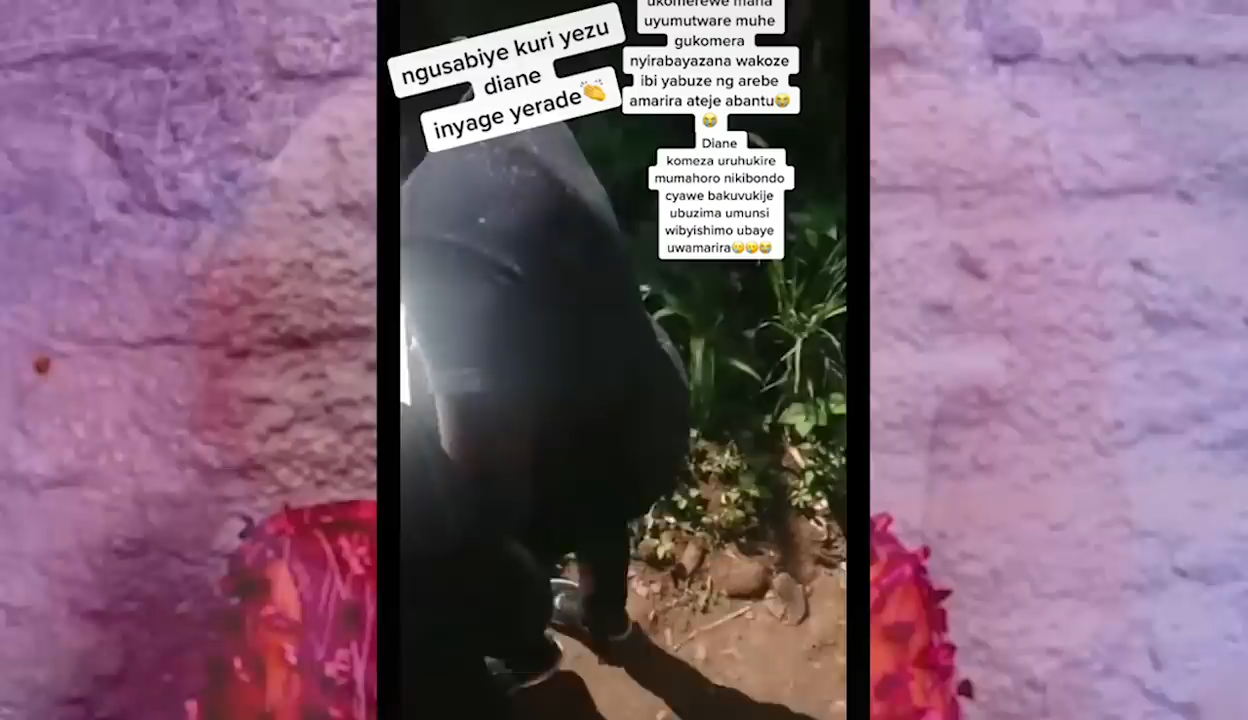 ngusabiye kuri yezu
diane
inyage yerade👏
ukomerewe mana
uyumutware muhe
gukomera
nyirabayazana wakoze
ibi yabuze ng arebe
amarira ateje abantu😭
😭
Diane
komeza uruhukire
mumahoro nikibondo
cyawe bakuvukije
ubuzima umunsi
wibyishimo ubaye
uwamarira😢😢😭